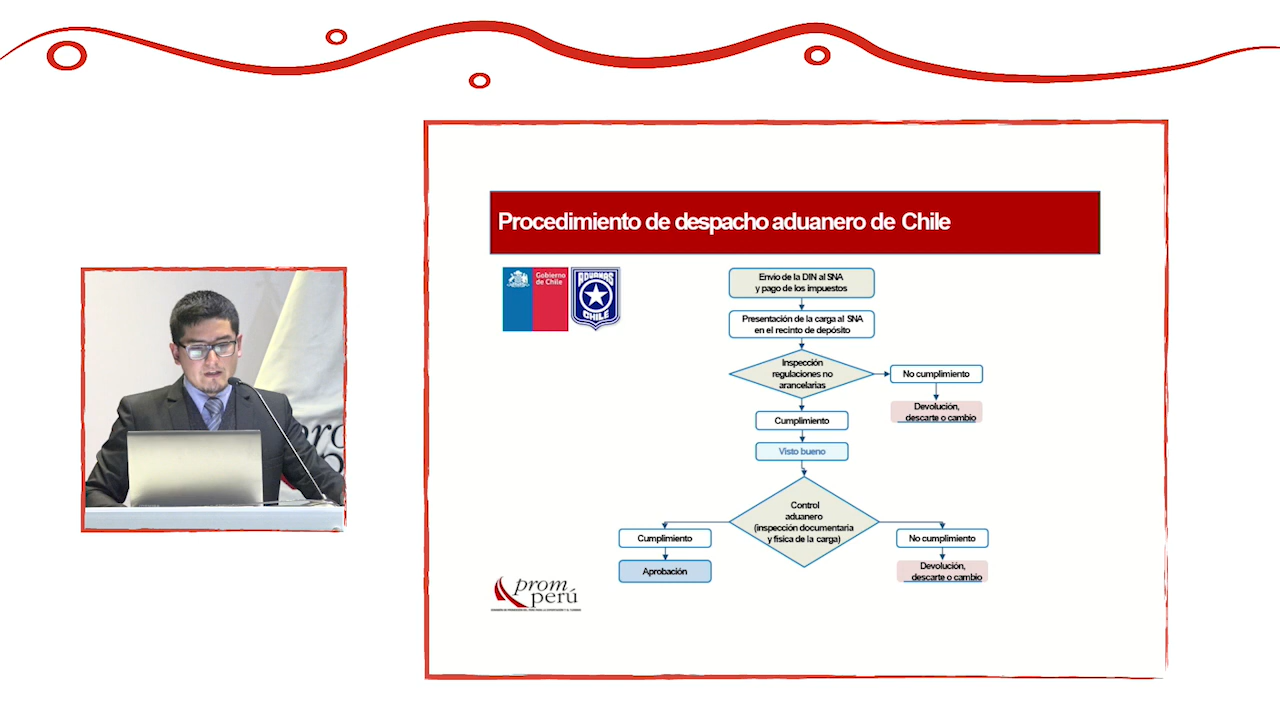 Procedimiento de despacho aduanero de Chile
Gobierno
de Chile
ADUANAS
CHILE
Envío de la DIN al SNA
y pago de los impuestos
Presentación de la carga al SNA
en el recinto de depósito
Inspección
regulaciones no
arancelarias
No cumplimiento
Devolución,
descarte o cambio
Cumplimiento
Visto bueno
Control
aduanero
(inspección documentaria
y física de la carga)
Cumplimiento
Aprobación
No cumplimiento
Devolución,
descarte o cambio
prom
perú